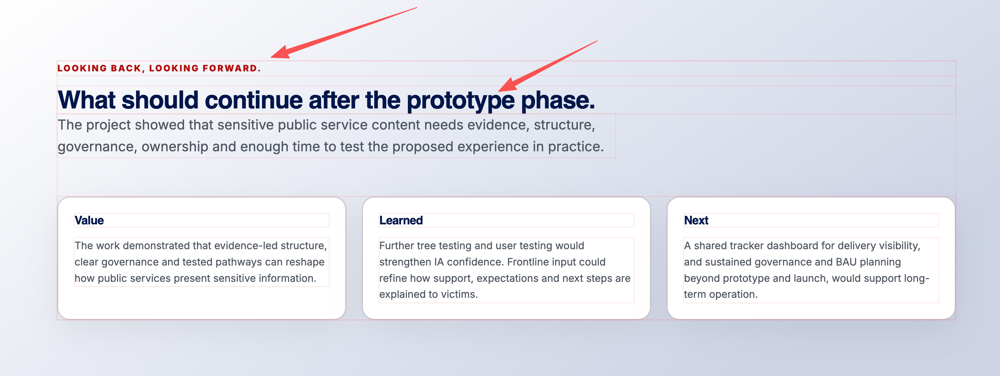 LOOKING BACK, LOOKING FORWARD.
What should continue after the prototype phase.
The project showed that sensitive public service content needs evidence, structure,
governance, ownership and enough time to test the proposed experience in practice.
Value
The work demonstrated that evidence-led structure,
clear governance and tested pathways can reshape
how public services present sensitive information.
Learned
Further tree testing and user testing would
strengthen IA confidence. Frontline input could
refine how support, expectations and next steps are
explained to victims.
Next
A shared tracker dashboard for delivery visibility,
and sustained governance and BAU planning
beyond prototype and launch, would support long-
term operation.